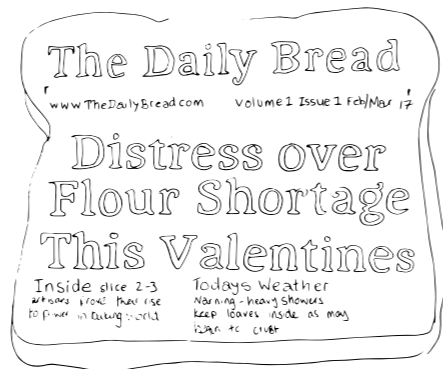 The Daily Bread
www.TheDailyBread.com Volume 1 Issue 1 Feb/Mar 17
Distress over
Flour Shortage
This Valentines
Inside slice 2-3
artisans prove their rise
to power in baking world
Todays Weather
Warning - heavy showers
keep loaves inside as may
to crust